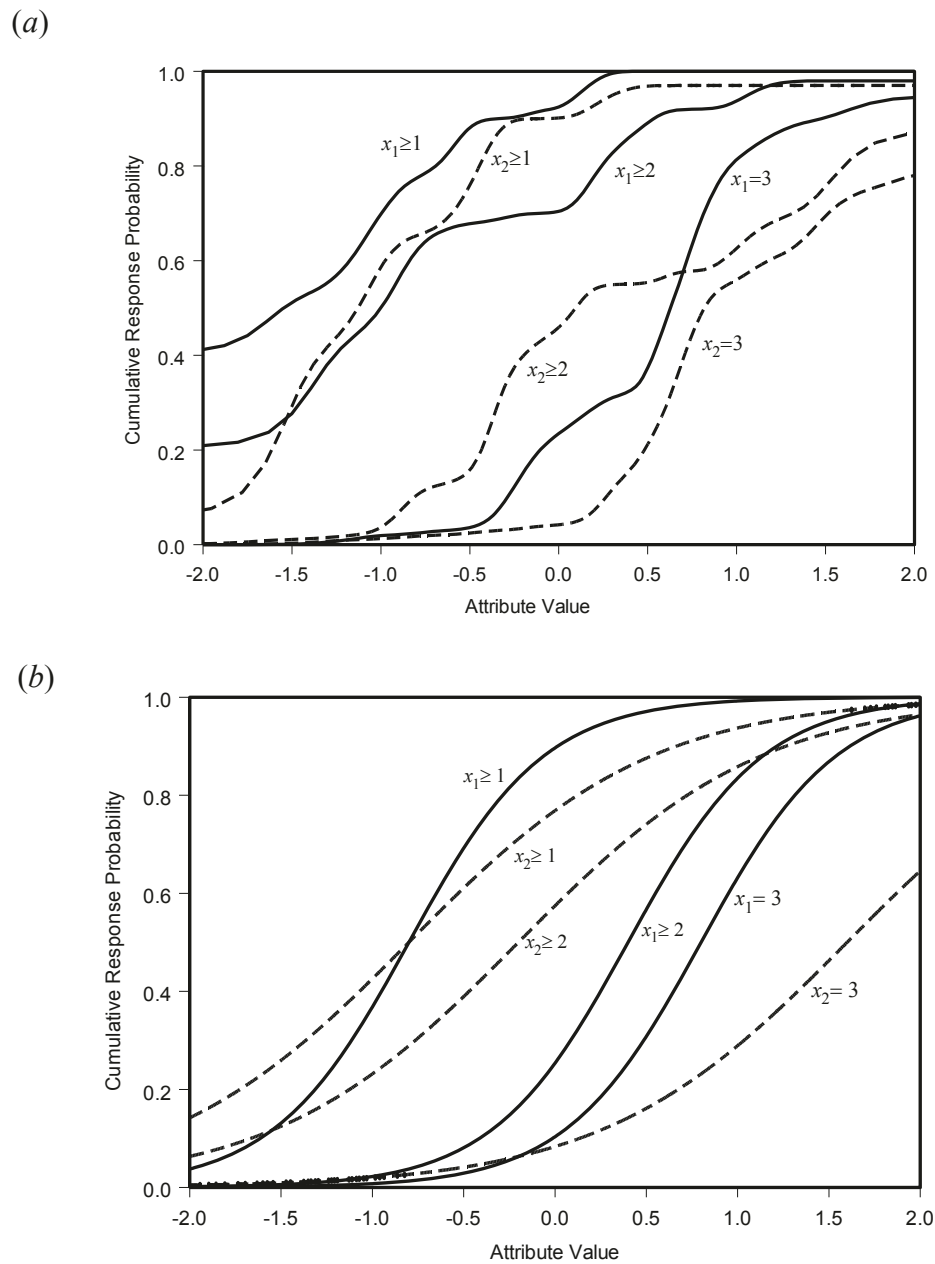 (a)
1.0
0.8
0.6
0.4
0.2
0.0
Cumulative Response Probability
x1≥1
x2≥1
x1≥2
x1=3
x2≥2
x2=3
-2.0 -1.5 -1.0 -0.5 0.0 0.5 1.0 1.5 2.0
Attribute Value
(b)
1.0
0.8
0.6
0.4
0.2
0.0
Cumulative Response Probability
x1≥ 1
x2≥ 1
x2≥ 2
x1≥ 2
x1= 3
x2= 3
-2.0 -1.5 -1.0 -0.5 0.0 0.5 1.0 1.5 2.0
Attribute Value